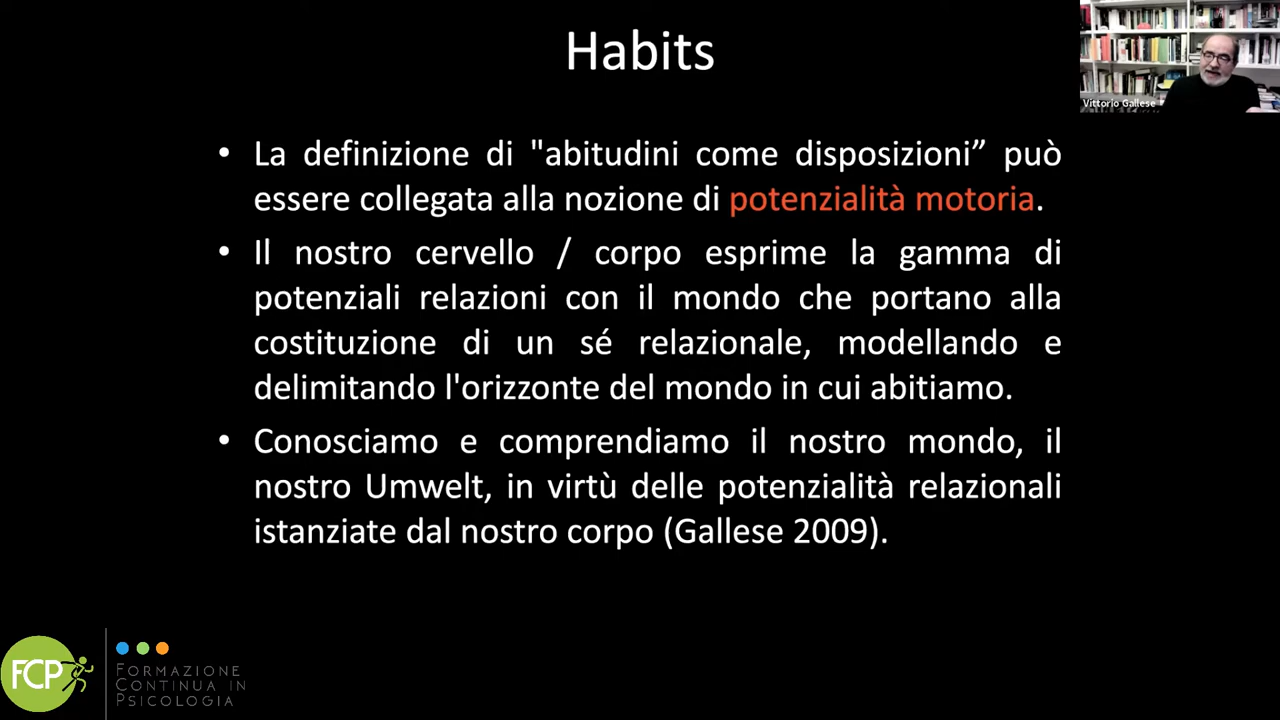 Habits
Vittorio Gallese
• La definizione di "abitudini come disposizioni” può
essere collegata alla nozione di potenzialità motoria.
• Il nostro cervello / corpo esprime la gamma di
potenziali relazioni con il mondo che portano alla
costituzione di un sé relazionale, modellando e
delimitando l'orizzonte del mondo in cui abitiamo.
• Conosciamo e comprendiamo il nostro mondo, il
nostro Umwelt, in virtù delle potenzialità relazionali
istanziate dal nostro corpo (Gallese 2009).
FCP
FORMAZIONE
CONTINUA IN
PSICOLOGIA